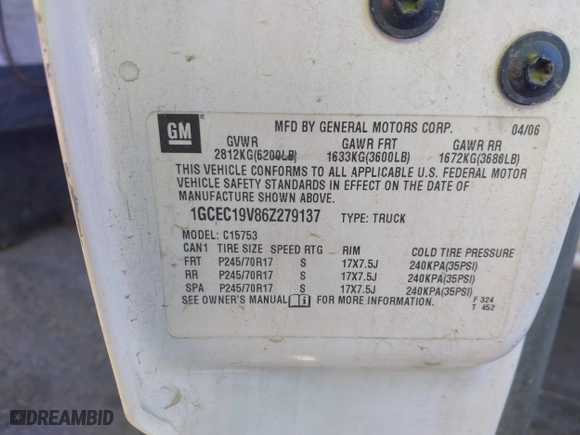 GM
MFD BY GENERAL MOTORS CORP. 04/06
GVWR GAWR FRT GAWR RR
2812KG(6200LB) 1633KG(3600LB) 1672KG(3686LB)
THIS VEHICLE CONFORMS TO ALL APPLICABLE U.S. FEDERAL MOTOR
VEHICLE SAFETY STANDARDS IN EFFECT ON THE DATE OF
MANUFACTURE SHOWN ABOVE.
1GCEC19V86Z279137 TYPE: TRUCK
MODEL: C15753
CAN1 TIRE SIZE SPEED RTG RIM COLD TIRE PRESSURE
FRT P245/70R17 S 17X7.5J 240KPA(35PSI)
RR P245/70R17 S 17X7.5J 240KPA(35PSI)
SPA P245/70R17 S 17X7.5J 240KPA(35PSI)
SEE OWNER'S MANUAL FOR MORE INFORMATION. F 324
T 452
DREAMBID